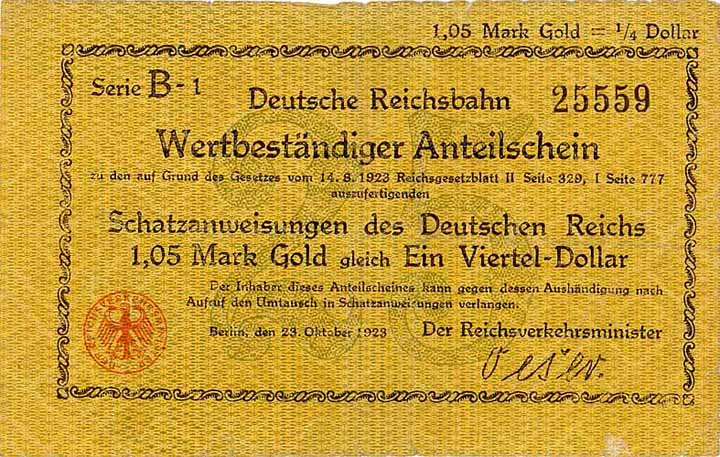 1,05 Mark Gold = 1/4 Dollar
Serie B-1
Deutsche Reichsbahn 25559
Wertbeständiger Anteilschein
zu den auf Grund des Gesetzes vom 14. 8. 1923 Reichsgesetzblatt II Seite 329, I Seite 777
auszufertigenden
Schatzanweisungen des Deutschen Reichs
1,05 Mark Gold gleich Ein Viertel-Dollar
Der Inhaber dieses Anteilscheines kann gegen dessen Aushändigung nach
Aufruf den Umtausch in Schatzanweisungen verlangen.
Berlin, den 23. Oktober 1923 Der Reichsverkehrsminister
Oeser.